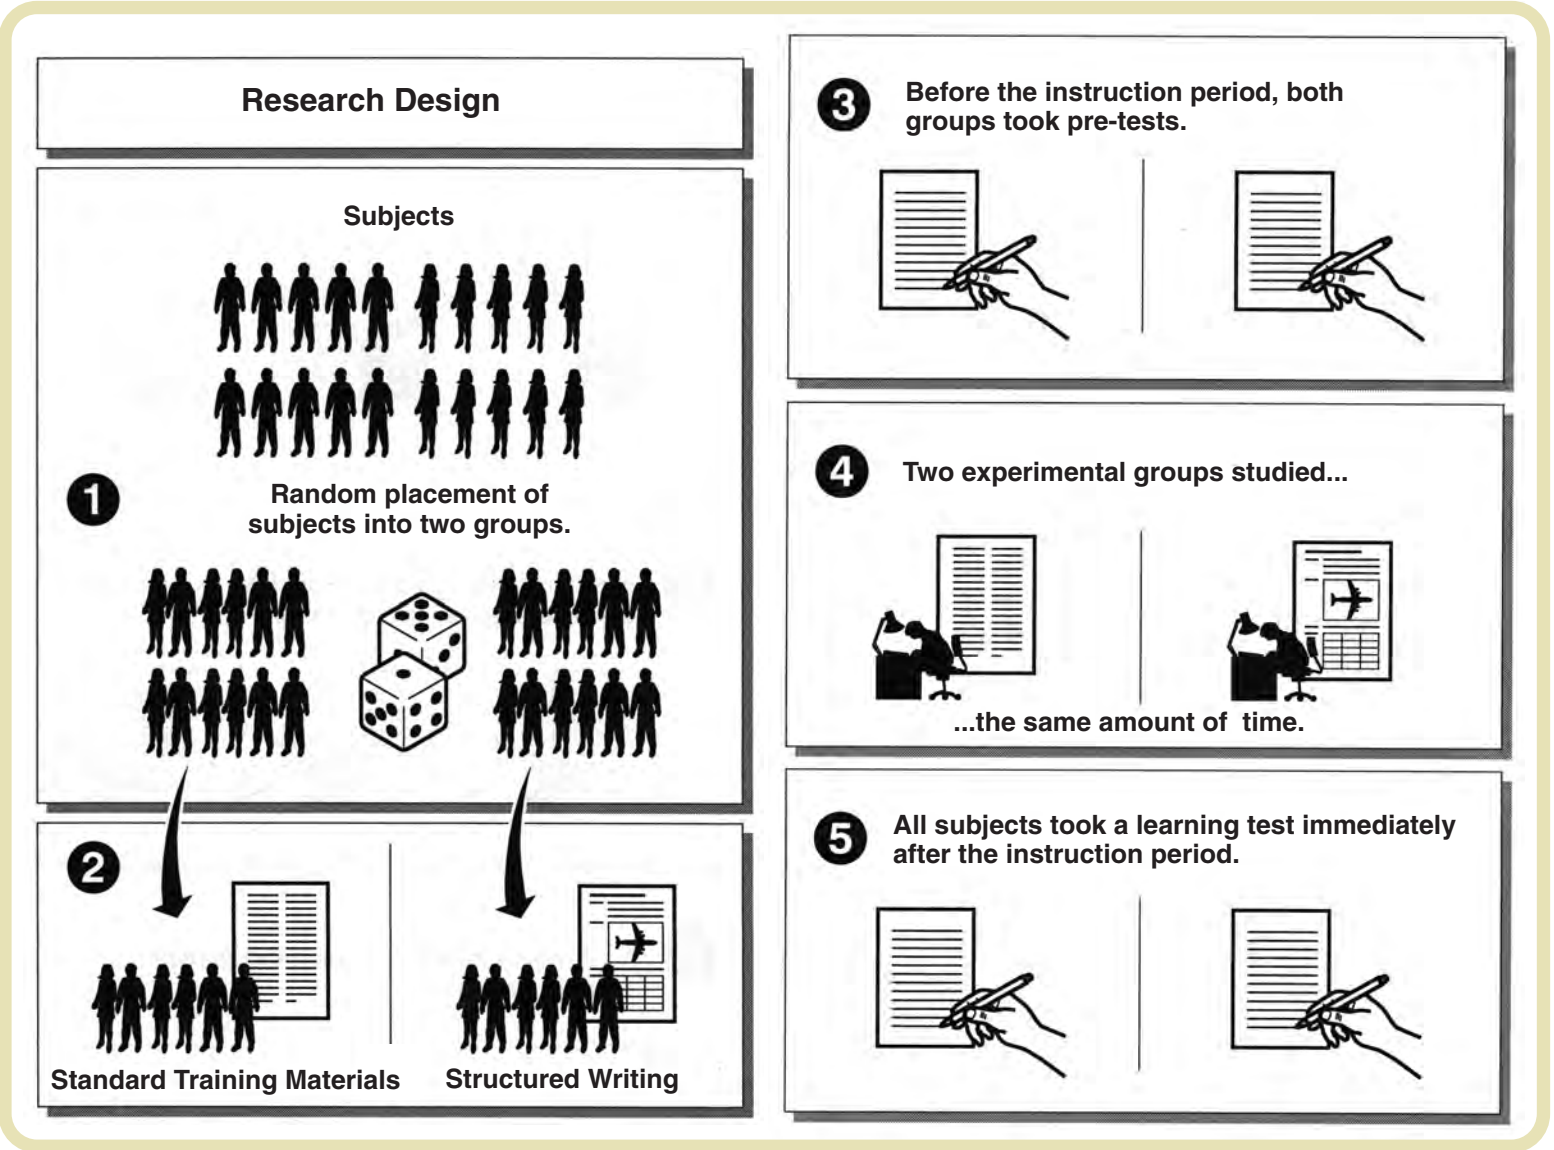 Research Design
Subjects
1
Random placement of
subjects into two groups.
2
Standard Training Materials
Structured Writing
3
Before the instruction period, both
groups took pre-tests.
4
Two experimental groups studied...
...the same amount of time.
5
All subjects took a learning test immediately
after the instruction period.